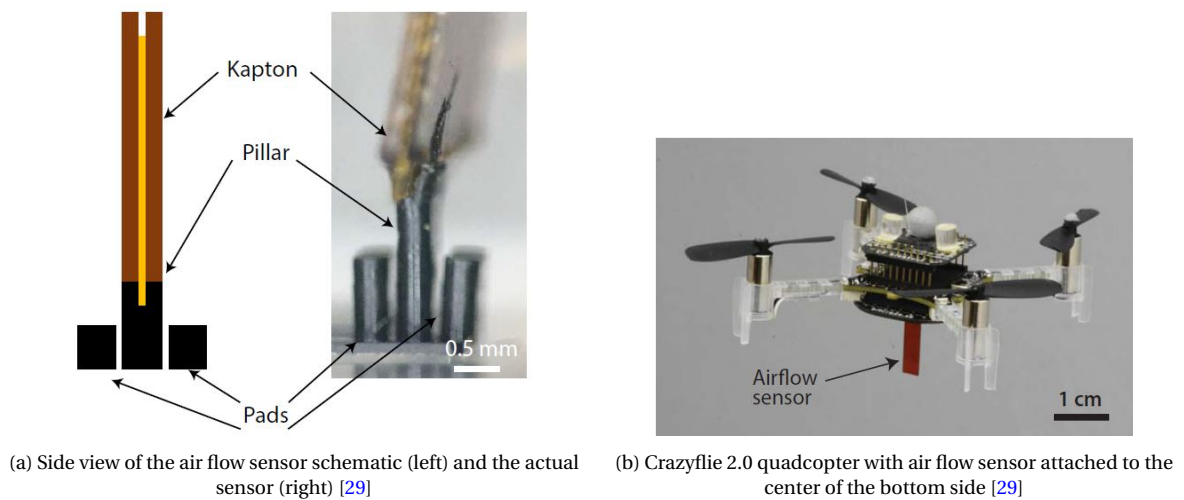 Kapton
Pillar
0.5 mm
Pads
Airflow
sensor
1 cm
(a) Side view of the air flow sensor schematic (left) and the actual
sensor (right) [29]
(b) Crazyflie 2.0 quadcopter with air flow sensor attached to the
center of the bottom side [29]